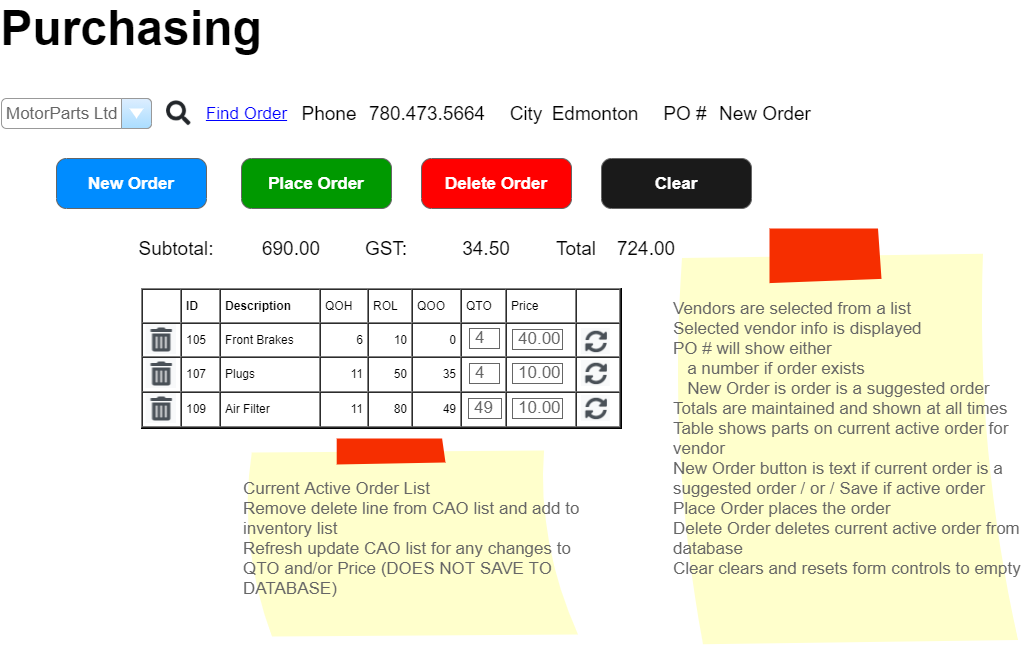 Purchasing
MotorParts Ltd Find Order Phone 780.473.5664 City Edmonton PO # New Order
New Order Place Order Delete Order Clear
Subtotal: 690.00 GST: 34.50 Total 724.00
ID Description QOH ROL QOO QTO Price
105 Front Brakes 6 10 0 4 40.00
107 Plugs 11 50 35 4 10.00
109 Air Filter 11 80 49 49 10.00
Current Active Order List
Remove delete line from CAO list and add to
inventory list
Refresh update CAO list for any changes to
QTO and/or Price (DOES NOT SAVE TO
DATABASE)
Vendors are selected from a list
Selected vendor info is displayed
PO # will show either
a number if order exists
New Order is order is a suggested order
Totals are maintained and shown at all times
Table shows parts on current active order for
vendor
New Order button is text if current order is a
suggested order / or / Save if active order
Place Order places the order
Delete Order deletes current active order from
database
Clear clears and resets form controls to empty